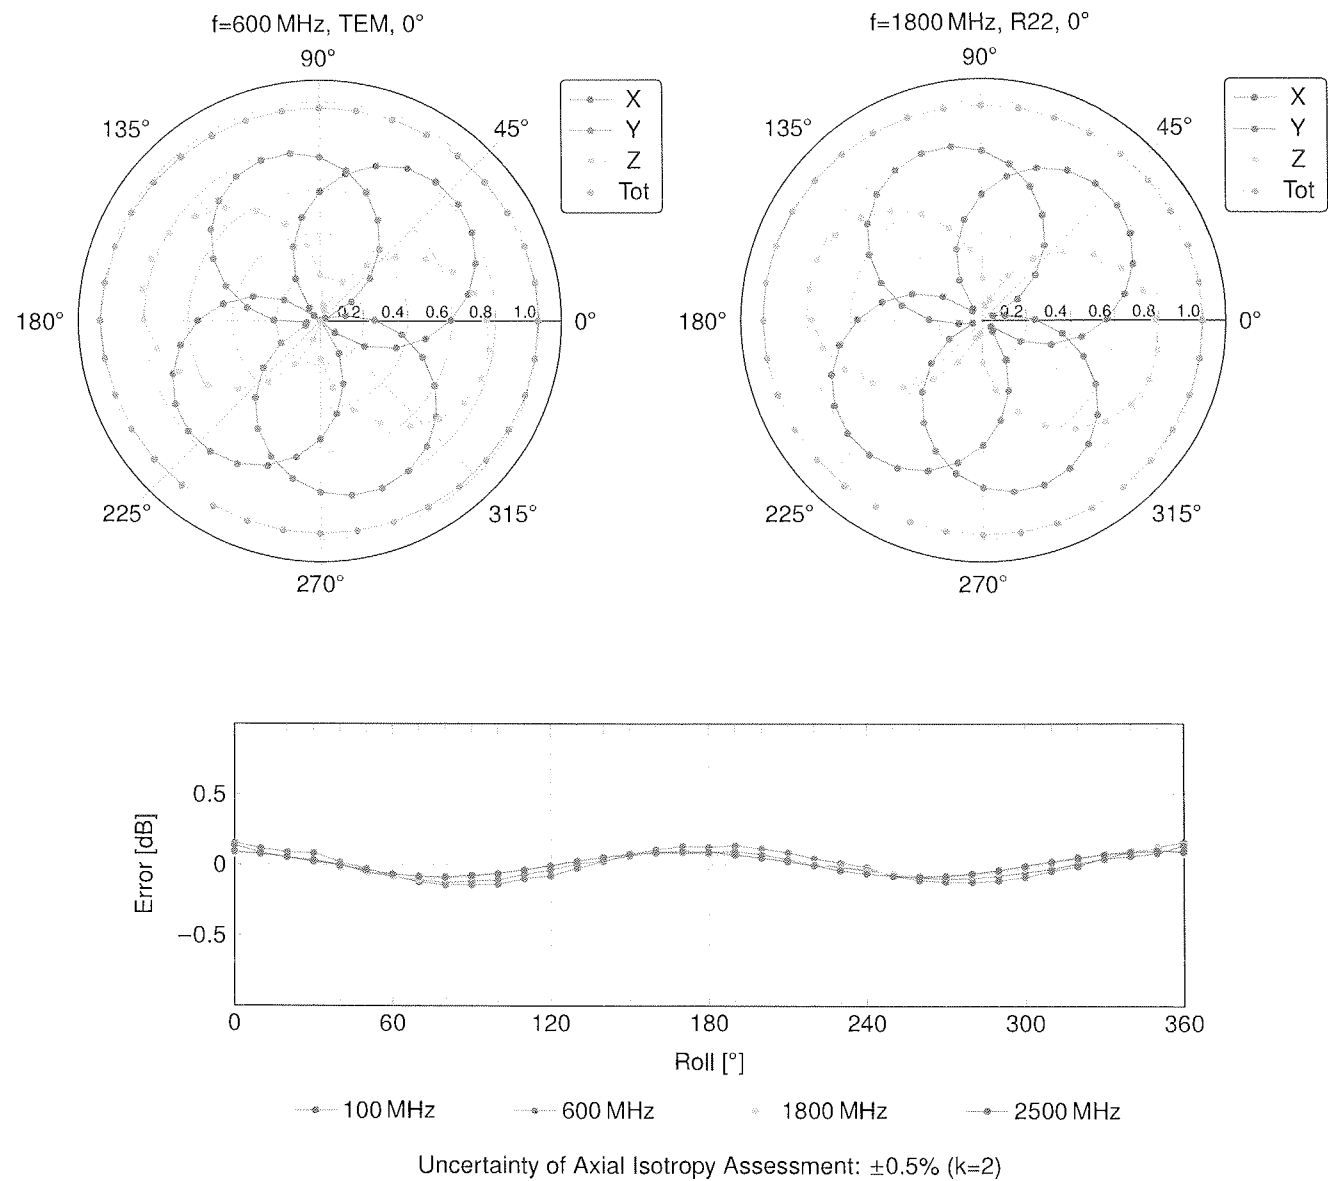 f=600 MHz, TEM, 0°
90°
135°
45°
X
Y
Z
Tot
180°
0.2 0.4 0.6 0.8 1.0
0°
225°
315°
270°
f=1800 MHz, R22, 0°
90°
135°
45°
X
Y
Z
Tot
180°
0.2 0.4 0.6 0.8 1.0
0°
225°
315°
270°
0.5
0
−0.5
Error [dB]
0 60 120 180 240 300 360
Roll [°]
100 MHz 600 MHz 1800 MHz 2500 MHz
Uncertainty of Axial Isotropy Assessment: ±0.5% (k=2)